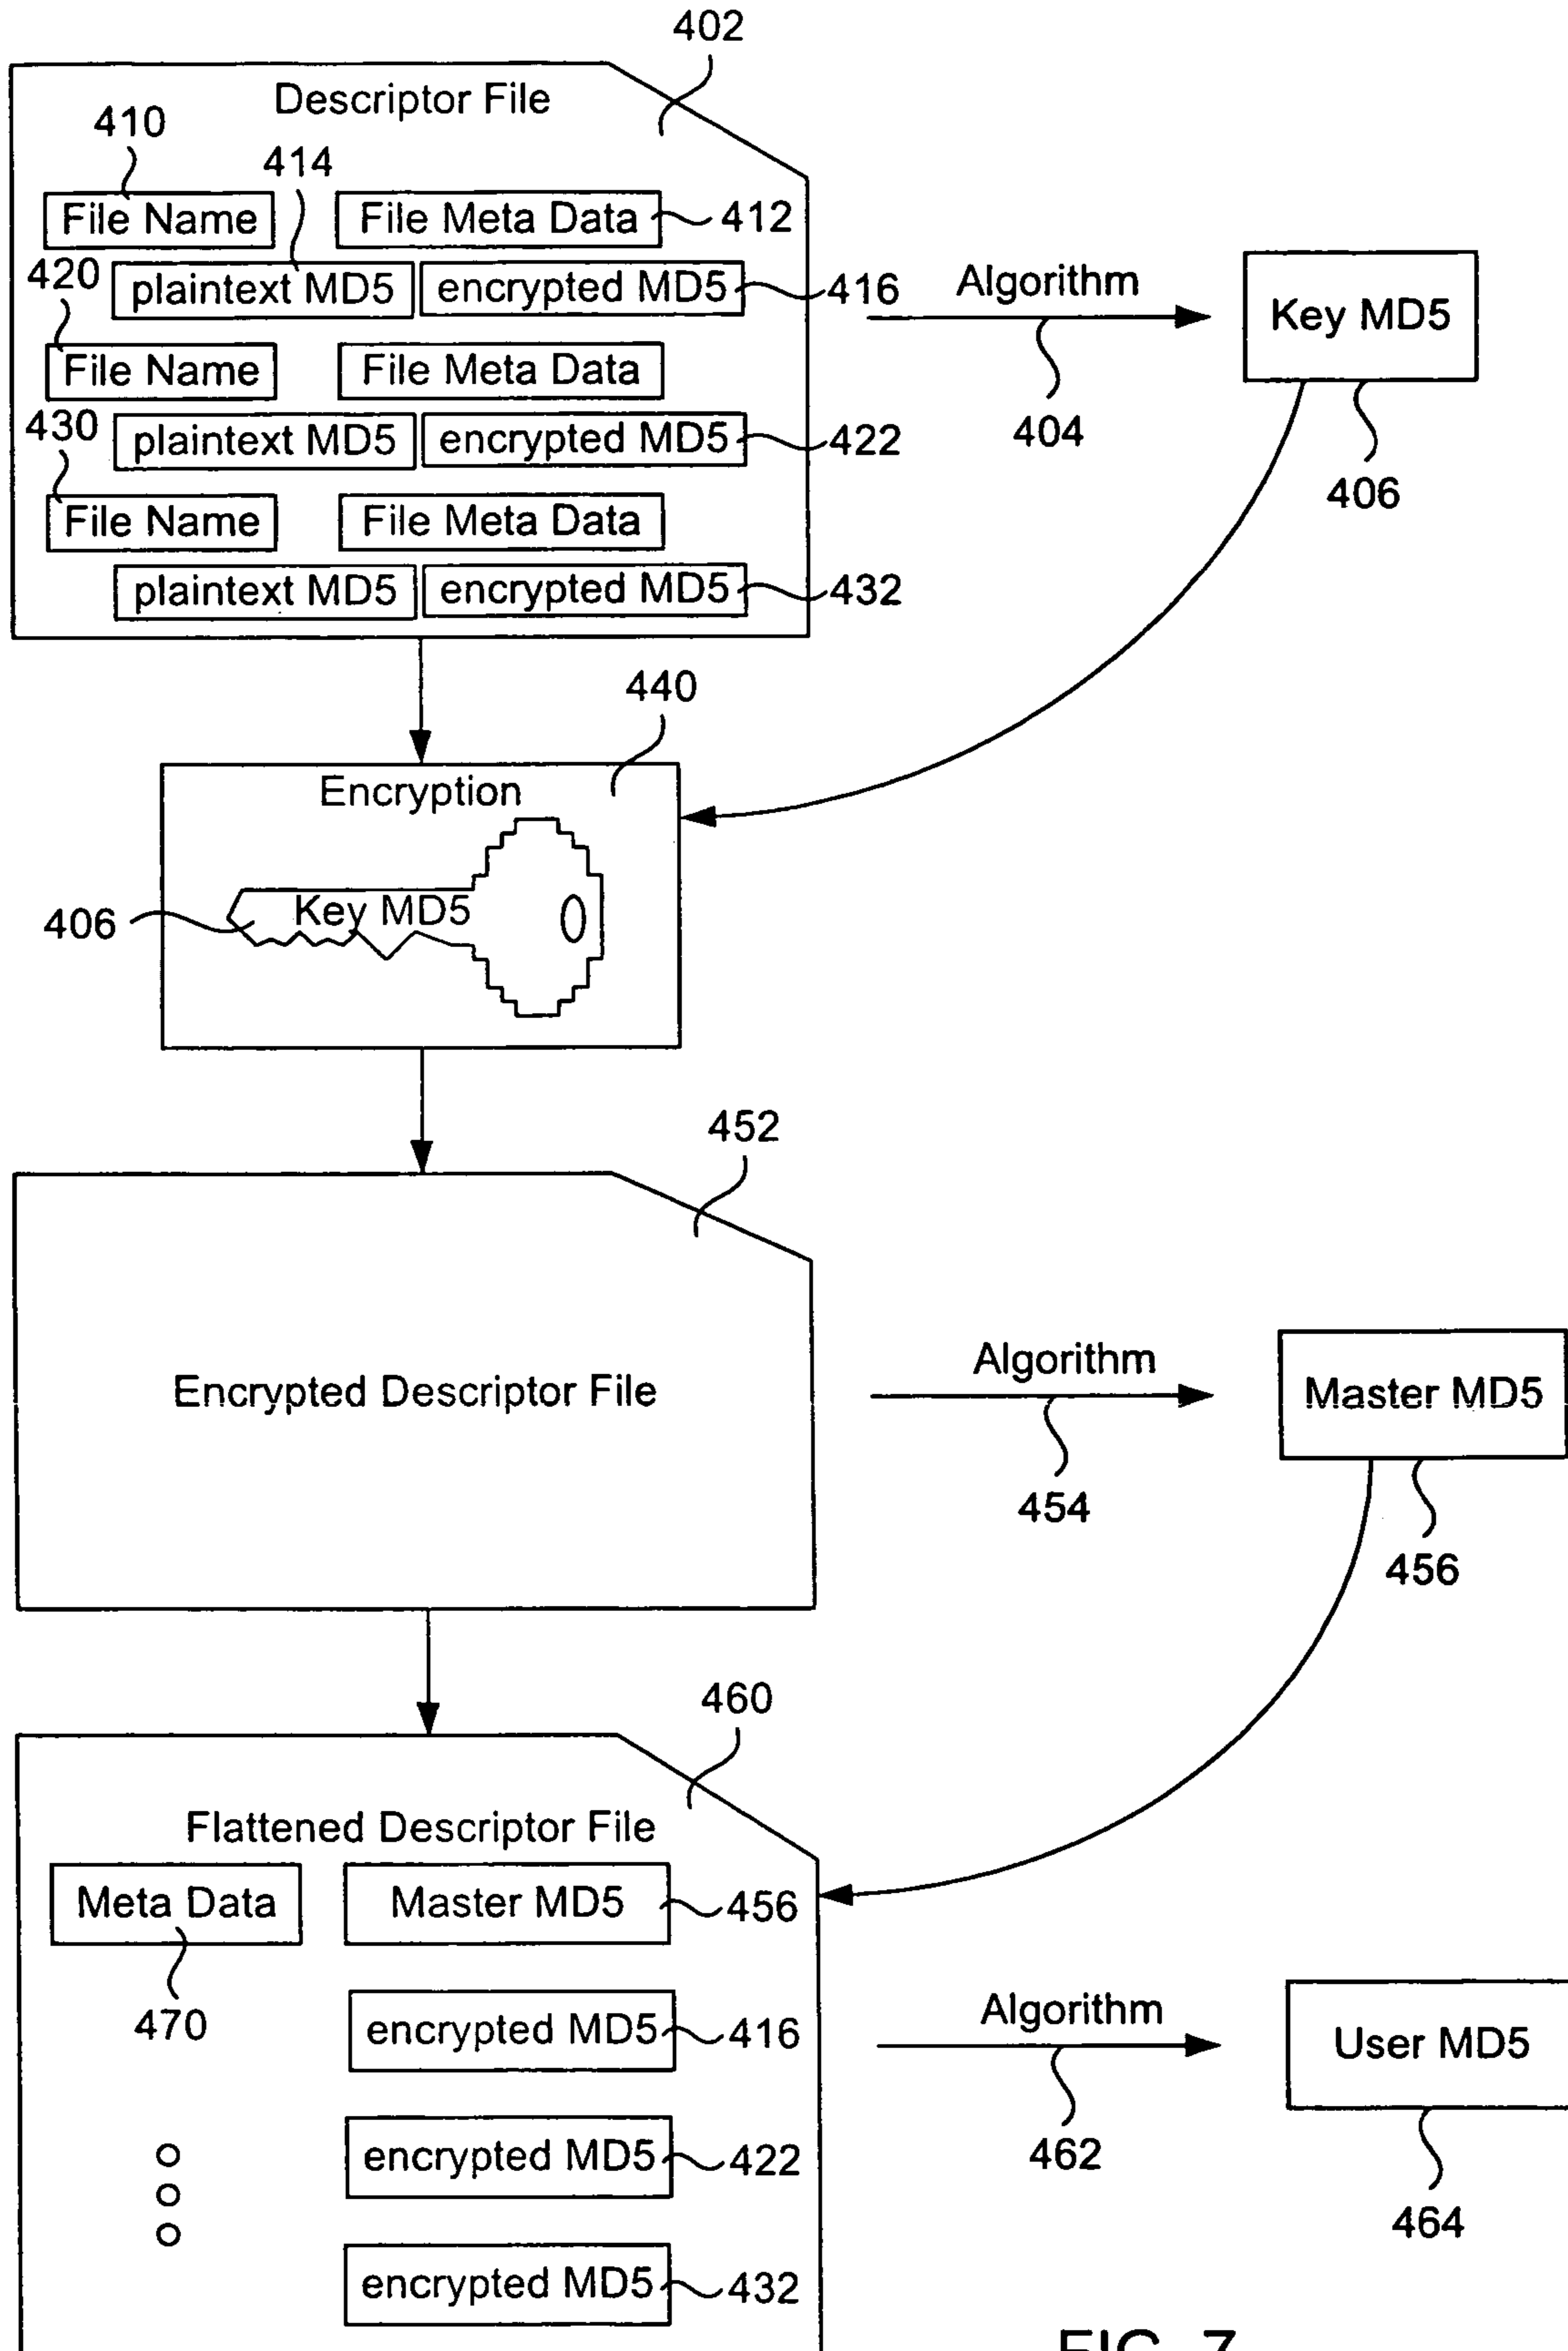 402
Descriptor File
410
414
File Name
File Meta Data
412
420
plaintext MD5
encrypted MD5
416
Algorithm
404
Key MD5
406
File Name
File Meta Data
430
plaintext MD5
encrypted MD5
422
File Name
File Meta Data
plaintext MD5
encrypted MD5
432
440
Encryption
406
Key MD5
452
Encrypted Descriptor File
Algorithm
454
Master MD5
456
460
Flattened Descriptor File
Meta Data
470
Master MD5
456
encrypted MD5
416
Algorithm
462
User MD5
464
encrypted MD5
422
encrypted MD5
432
FIG. 7